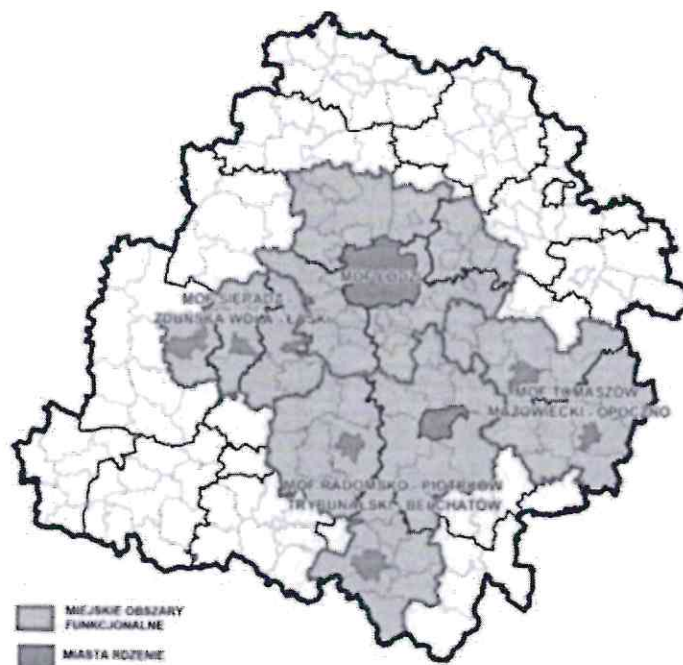 MOF ŁÓDŹ
MOF SIERADZ
ZDUŃSKA WOLA - ŁASK
MOF TOMASZÓW
MAZOWIECKI - OPOCZNO
MOF RADOMSKO - PIOTRKÓW
TRYBUNALSKI - BEŁCHATÓW
MIEJSKIE OBSZARY
FUNKCJONALNE
MIASTA RDZENIE